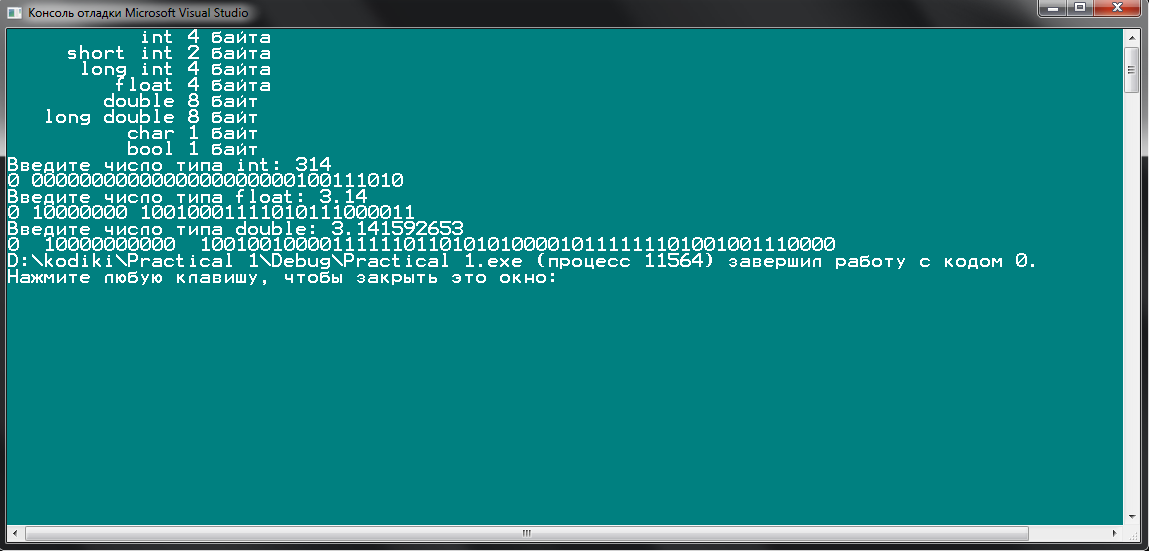 int 4 байта
short int 2 байта
long int 4 байта
float 4 байта
double 8 байт
long double 8 байт
char 1 байт
bool 1 байт
Введите число типа int: 314
0 0000000000000000000000100111010
Введите число типа float: 3.14
0 10000000 10010001111010111000011
Введите число типа double: 3.141592653
0  10000000000  10010010000111111011010101000010111111101001001110000
D:\kodiki\Practical 1\Debug\Practical 1.exe (процесс 11564) завершил работу с кодом 0.
Нажмите любую клавишу, чтобы закрыть это окно:
Консоль отладки Microsoft Visual Studio